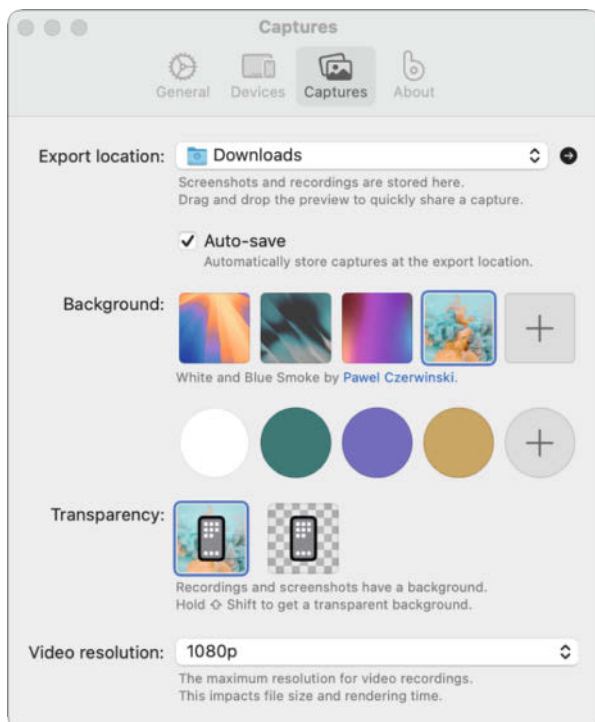 Captures
General Devices Captures About
Export location: Downloads
Screenshots and recordings are stored here.
Drag and drop the preview to quickly share a capture.
Auto-save
Automatically store captures at the export location.
Background:
White and Blue Smoke by Pawel Czerwinski.
Transparency:
Recordings and screenshots have a background.
Hold ⇧ Shift to get a transparent background.
Video resolution: 1080p
The maximum resolution for video recordings.
This impacts file size and rendering time.